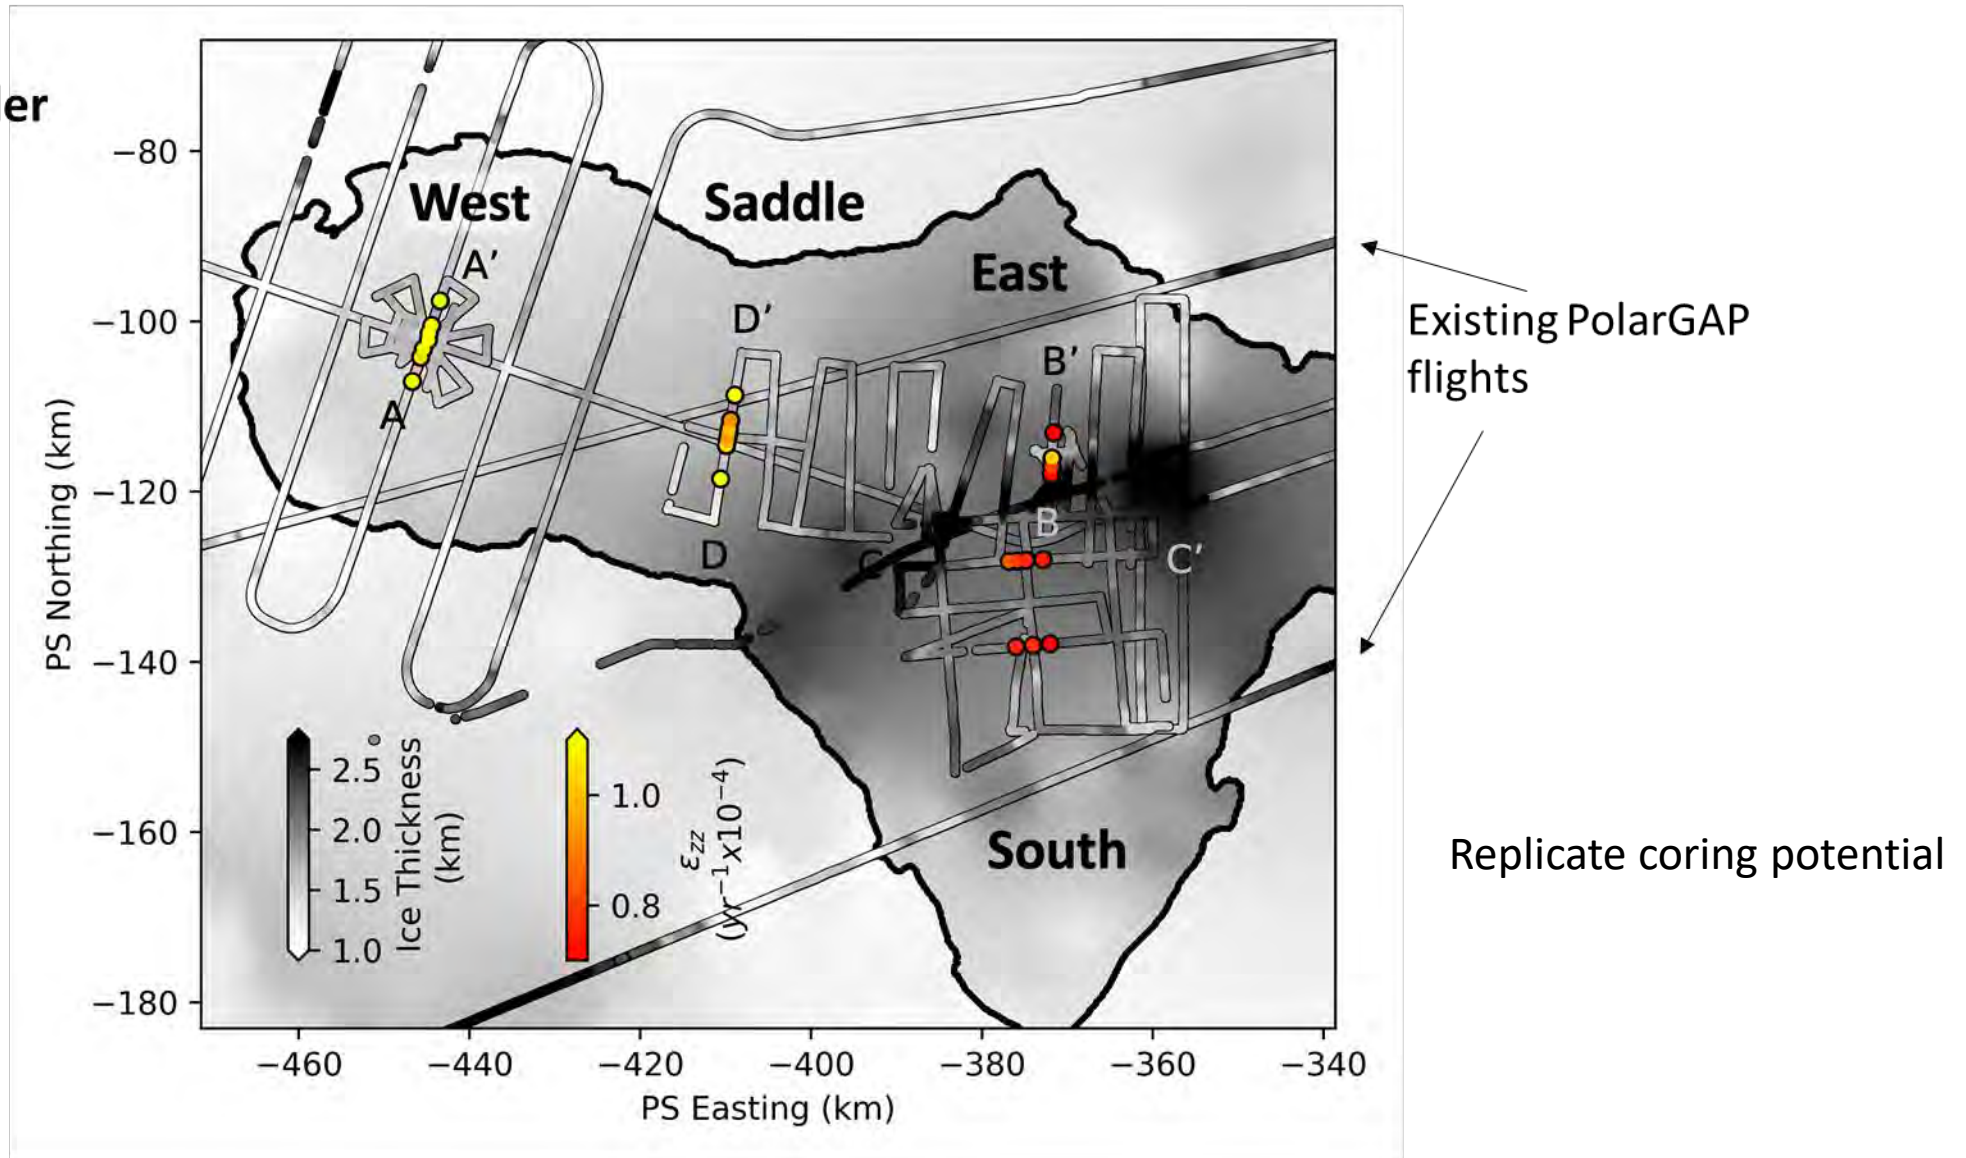 ler
West
Saddle
East
South
A'
A
D'
D
B'
B
C
C'
−80
−100
−120
−140
−160
−180
PS Northing (km)
−460
−440
−420
−400
−380
−360
−340
PS Easting (km)
2.5
2.0
1.5
1.0
Ice Thickness
(km)
1.0
0.8
ε_zz
(yr⁻¹x10⁻⁴)
Existing PolarGAP
flights
Replicate coring potential